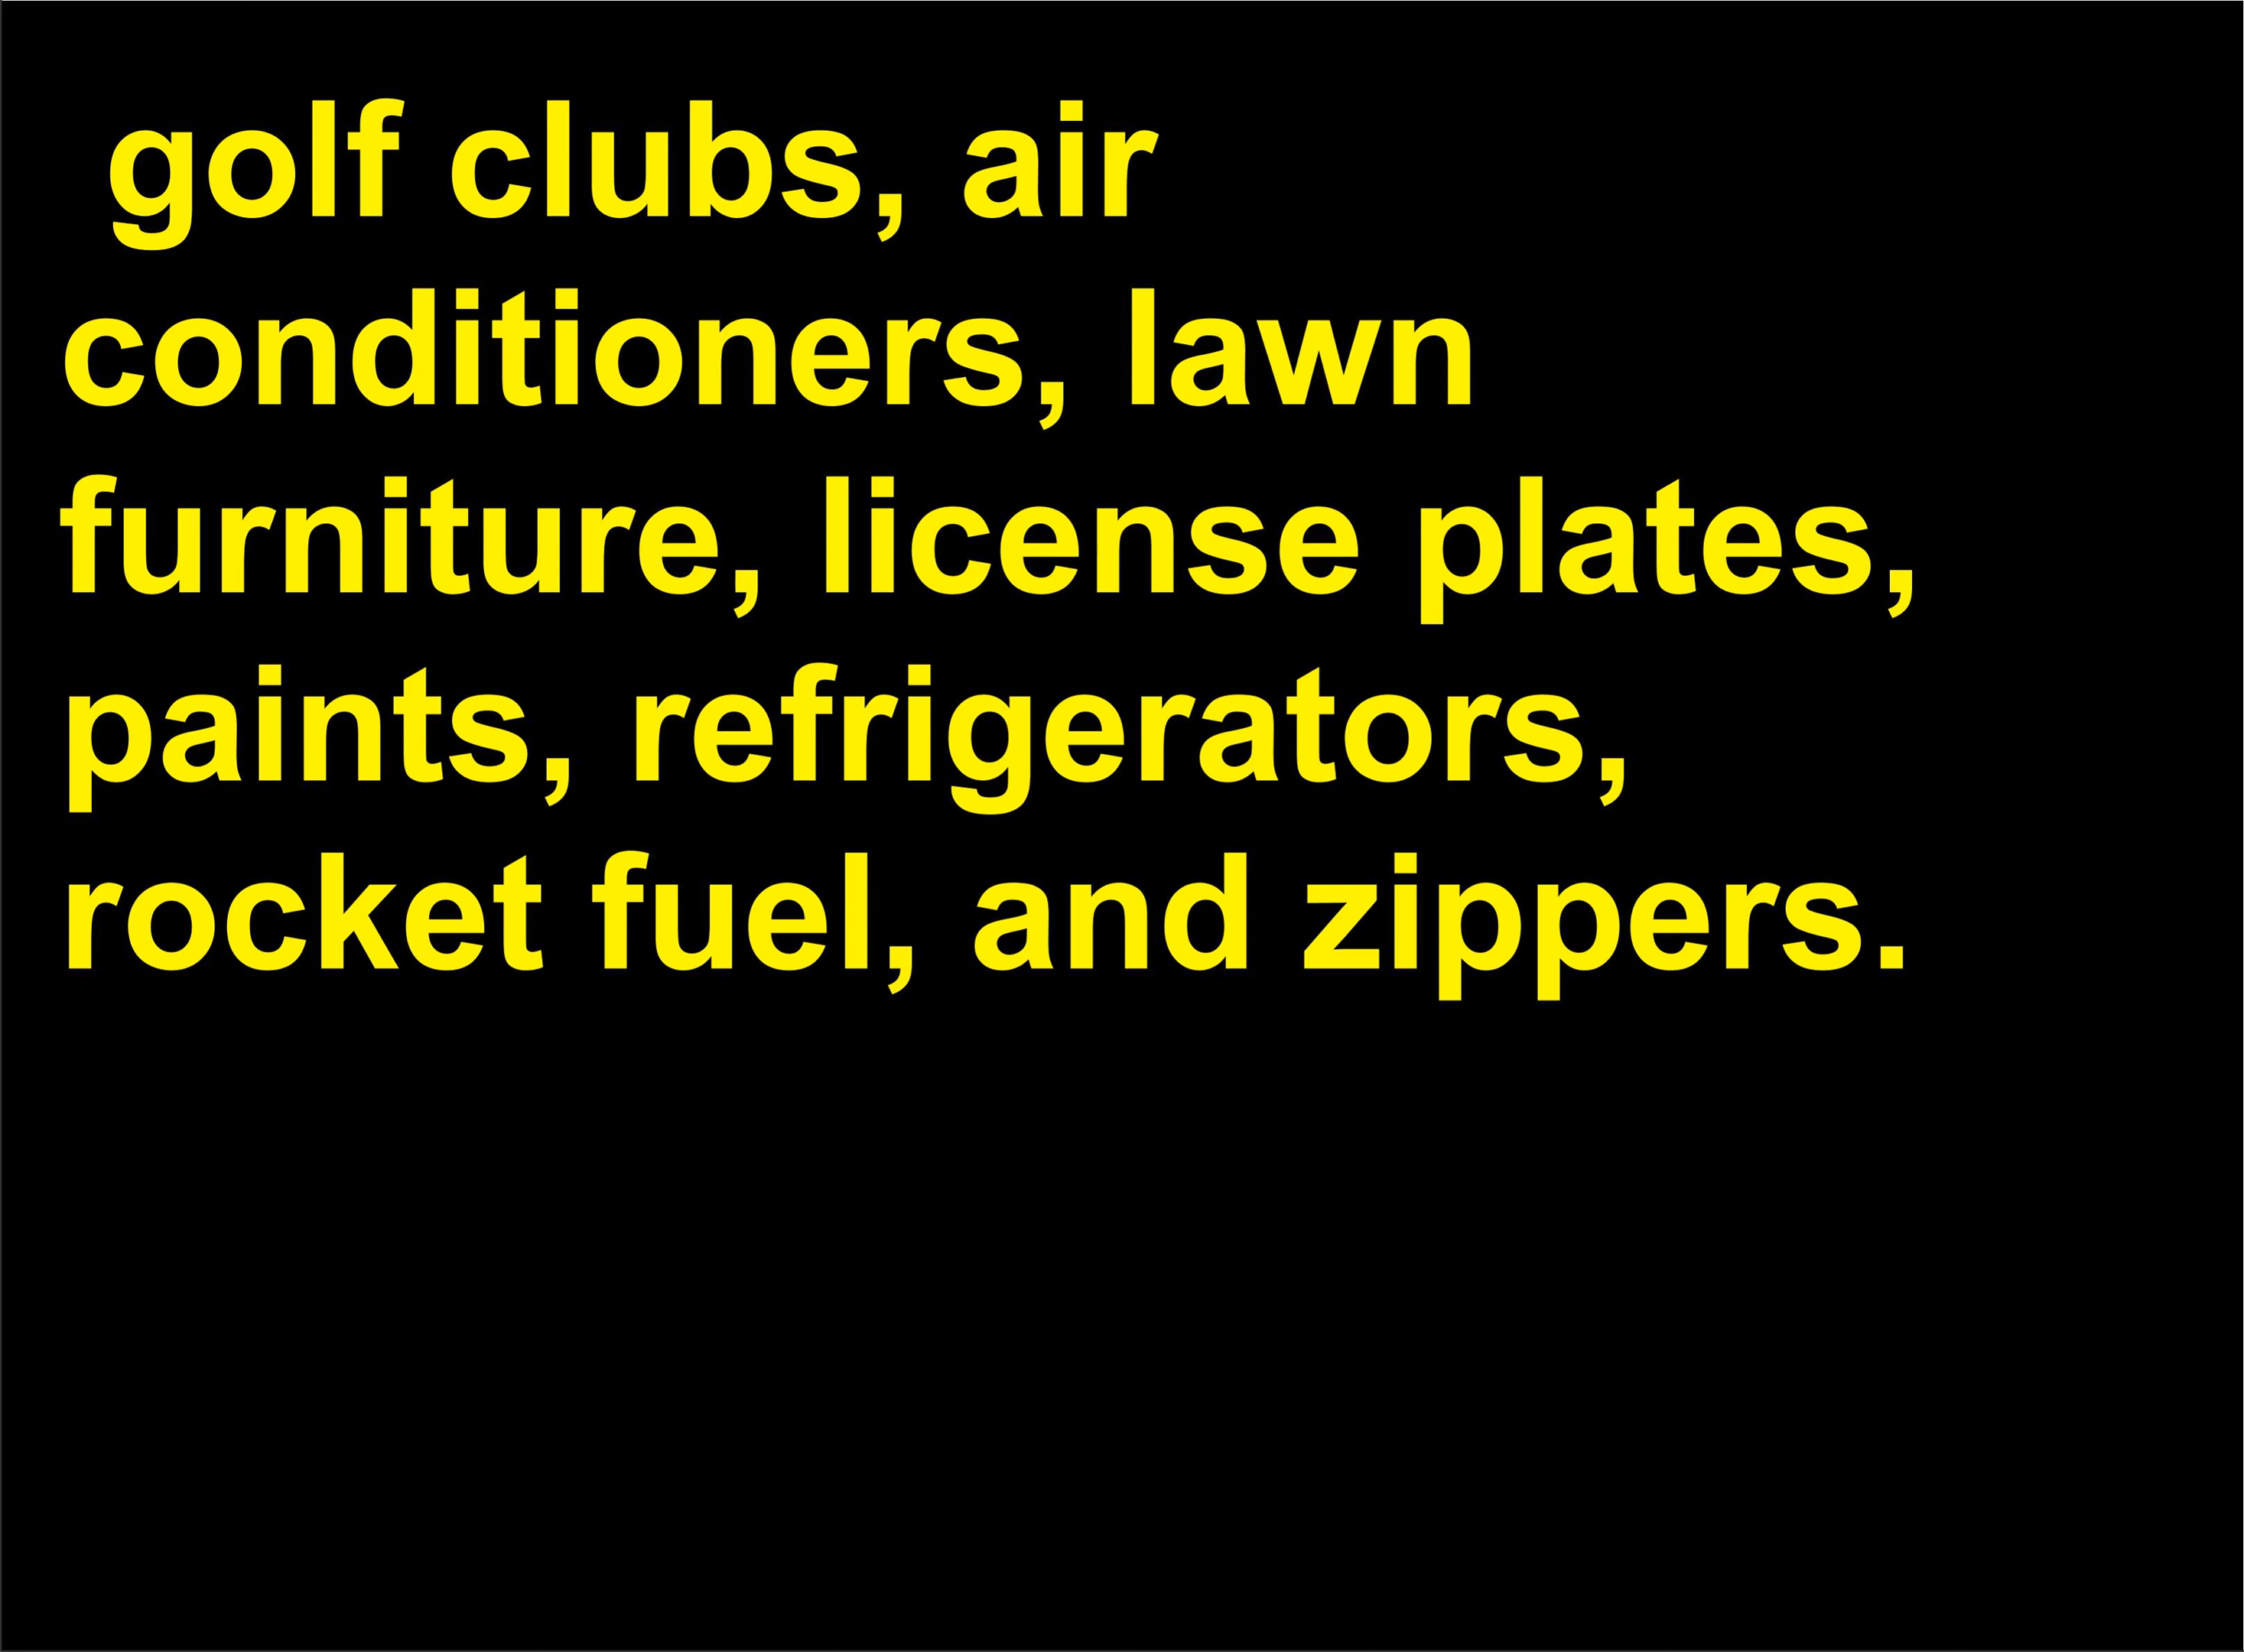 golf clubs, air
conditioners, lawn
furniture, license plates,
paints, refrigerators,
rocket fuel, and zippers.